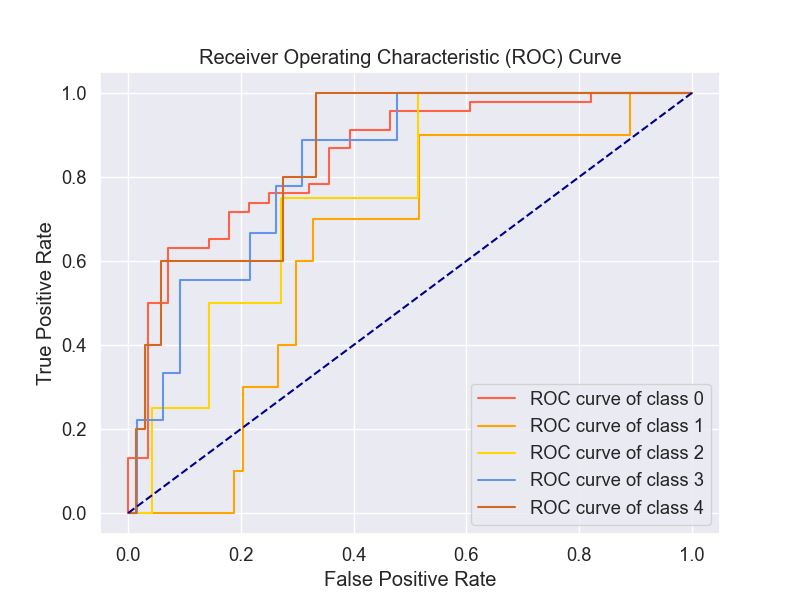 Receiver Operating Characteristic (ROC) Curve
True Positive Rate
1.0
0.8
0.6
0.4
0.2
0.0
ROC curve of class 0
ROC curve of class 1
ROC curve of class 2
ROC curve of class 3
ROC curve of class 4
0.0 0.2 0.4 0.6 0.8 1.0
False Positive Rate